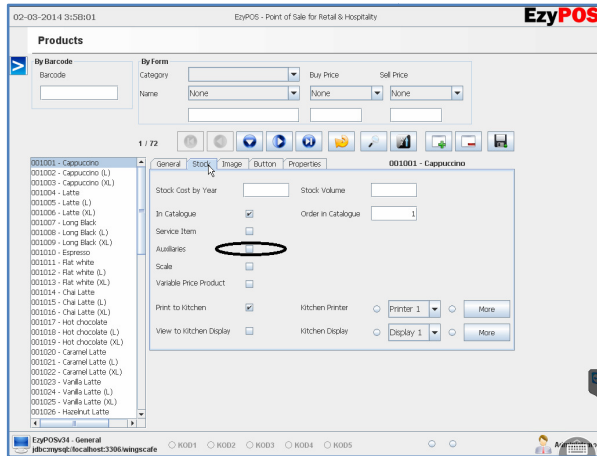 02-03-2014 3:58:01 EzyPOS - Point of Sale for Retail & Hospitality EzyPOS
Products
By Barcode By Form
Barcode Category Buy Price Sell Price
Name None None None
1 / 72
001001 - Cappuccino General Stock Image Button Properties 001001 - Cappuccino
001002 - Cappuccino (L)
001003 - Cappuccino (XL)
001004 - Latte Stock Cost by Year Stock Volume
001005 - Latte (L)
001006 - Latte (XL) In Catalogue Order in Catalogue 1
001007 - Long Black
001008 - Long Black (L) Service Item
001009 - Long Black (XL)
001010 - Espresso Auxiliaries
001011 - Flat white
001012 - Flat white (L) Scale
001013 - Flat white (XL)
001014 - Chai Latte Variable Price Product
001015 - Chai Latte (L)
001016 - Chai Latte (XL) Print to Kitchen Kitchen Printer Printer 1 More
001017 - Hot chocolate
001018 - Hot chocolate (L) View to Kitchen Display Kitchen Display Display 1 More
001019 - Hot chocolate (XL)
001020 - Caramel Latte
001021 - Caramel Latte (L)
001022 - Caramel Latte (XL)
001023 - Vanilla Latte
001024 - Vanilla Latte (L)
001025 - Vanilla Latte (XL)
001026 - Hazelnut Latte
EzyPOSv34 - General
jdbc:mysql://localhost:3306/wingscafe KOD1 KOD2 KOD3 KOD4 KOD5